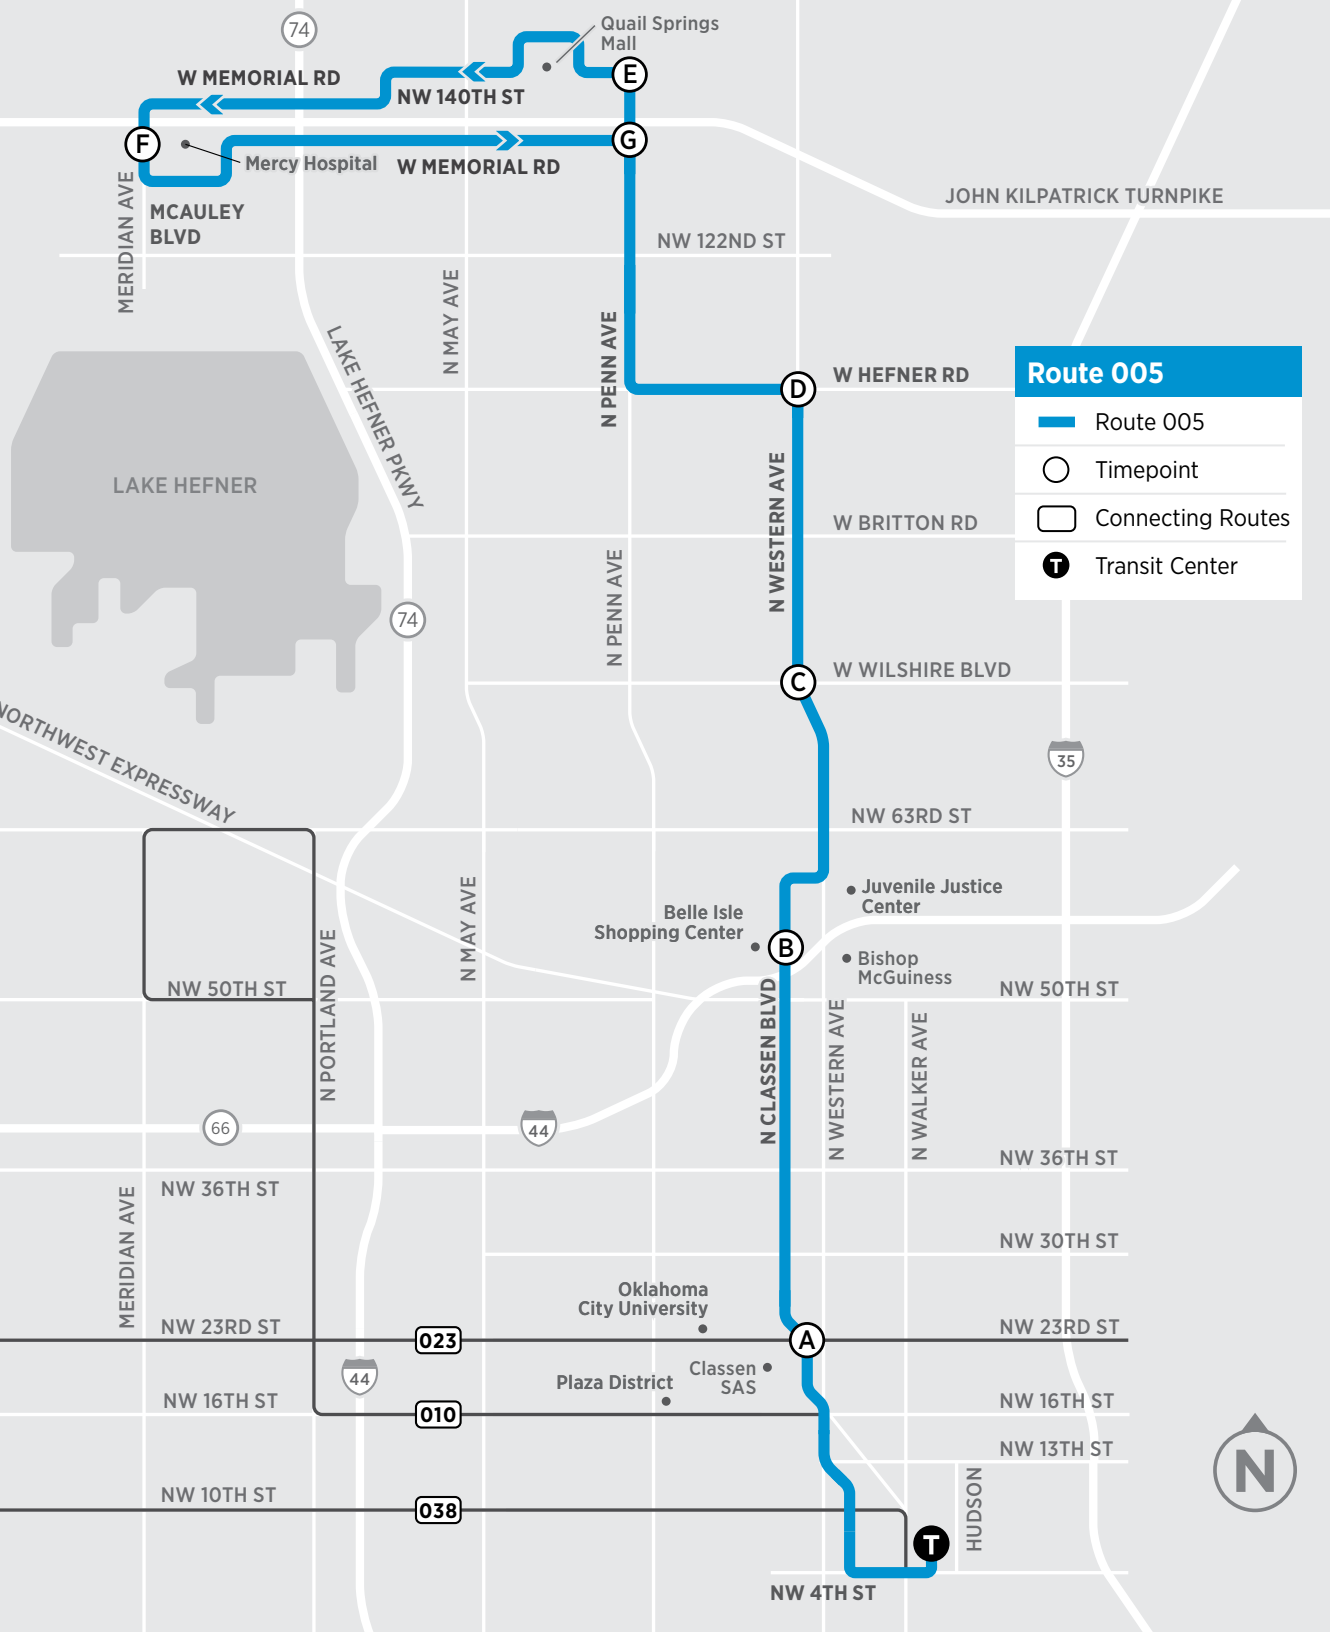 74
Quail Springs
Mall
W MEMORIAL RD
E
NW 140TH ST
F
G
Mercy Hospital
W MEMORIAL RD
MERIDIAN AVE
MCAULEY
BLVD
JOHN KILPATRICK TURNPIKE
NW 122ND ST
N MAY AVE
N PENN AVE
LAKE HEFNER PKWY
Route 005
Route 005
Timepoint
Connecting Routes
T
Transit Center
D
W HEFNER RD
LAKE HEFNER
N WESTERN AVE
W BRITTON RD
N PENN AVE
74
C
W WILSHIRE BLVD
NORTHWEST EXPRESSWAY
35
NW 63RD ST
Juvenile Justice
Center
Belle Isle
Shopping Center
B
N MAY AVE
Bishop
McGuiness
N PORTLAND AVE
NW 50TH ST
NW 50TH ST
N CLASSEN BLVD
N WESTERN AVE
N WALKER AVE
66
44
NW 36TH ST
NW 36TH ST
MERIDIAN AVE
NW 30TH ST
Oklahoma
City University
NW 23RD ST
023
A
NW 23RD ST
44
Classen
SAS
Plaza District
NW 16TH ST
010
NW 16TH ST
NW 13TH ST
N
NW 10TH ST
038
HUDSON
T
NW 4TH ST